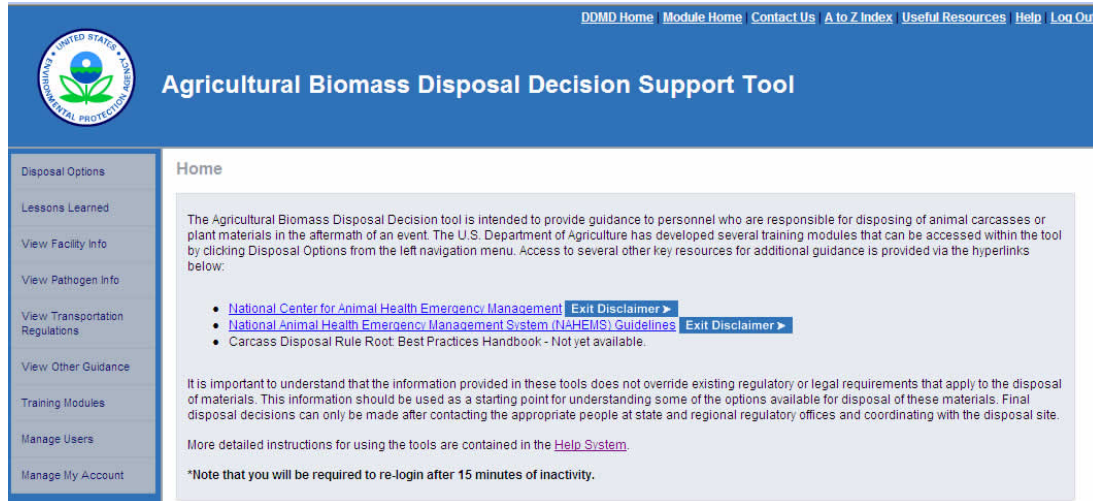 DDMD Home | Module Home | Contact Us | A to Z Index | Useful Resources | Help | Log Out
UNITED STATES
ENVIRONMENTAL PROTECTION AGENCY
Agricultural Biomass Disposal Decision Support Tool
Disposal Options
Lessons Learned
View Facility Info
View Pathogen Info
View Transportation
Regulations
View Other Guidance
Training Modules
Manage Users
Manage My Account
Home
The Agricultural Biomass Disposal Decision tool is intended to provide guidance to personnel who are responsible for disposing of animal carcasses or
plant materials in the aftermath of an event. The U.S. Department of Agriculture has developed several training modules that can be accessed within the tool
by clicking Disposal Options from the left navigation menu. Access to several other key resources for additional guidance is provided via the hyperlinks
below:
• National Center for Animal Health Emergency Management Exit Disclaimer ➤
• National Animal Health Emergency Management System (NAHEMS) Guidelines Exit Disclaimer ➤
• Carcass Disposal Rule Root: Best Practices Handbook - Not yet available.
It is important to understand that the information provided in these tools does not override existing regulatory or legal requirements that apply to the disposal
of materials. This information should be used as a starting point for understanding some of the options available for disposal of these materials. Final
disposal decisions can only be made after contacting the appropriate people at state and regional regulatory offices and coordinating with the disposal site.
More detailed instructions for using the tools are contained in the Help System.
*Note that you will be required to re-login after 15 minutes of inactivity.